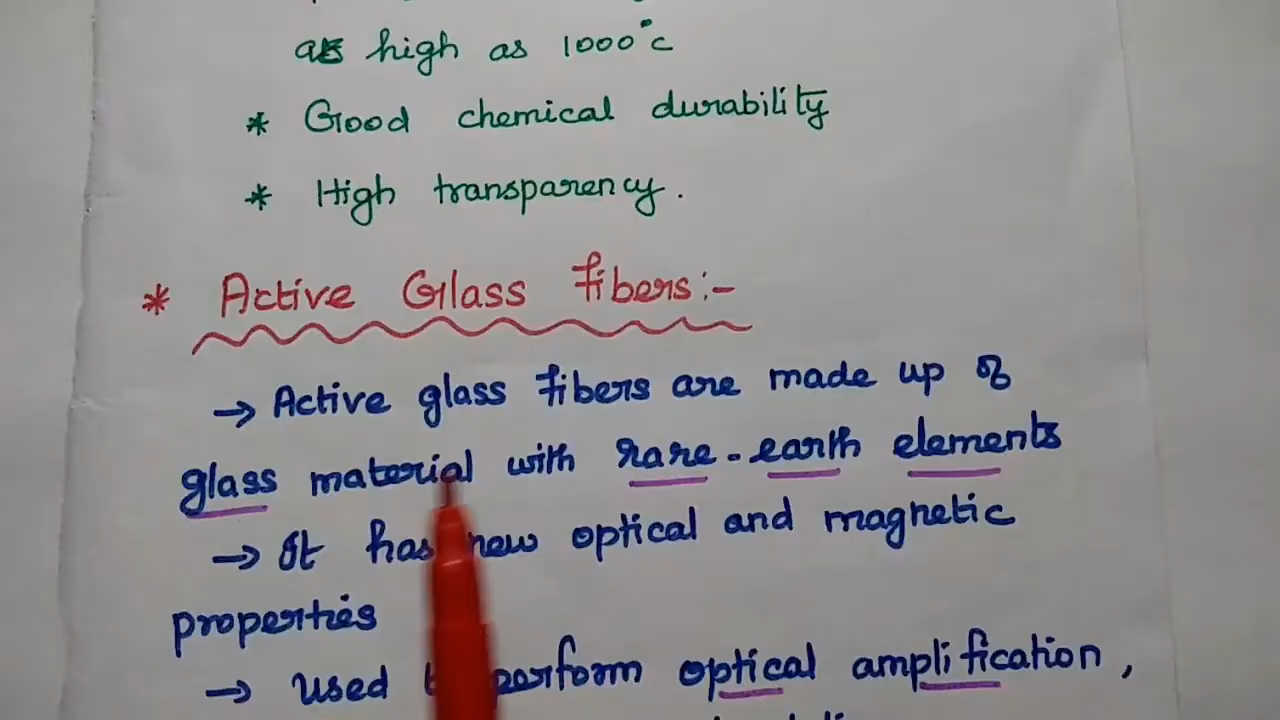 as high as 1000°c
* Good chemical durability
* High transparency.
* Active Glass fibers:-
→ Active glass fibers are made up of
glass material with rare-earth elements
→ It has new optical and magnetic
properties
→ used to perform optical amplification,